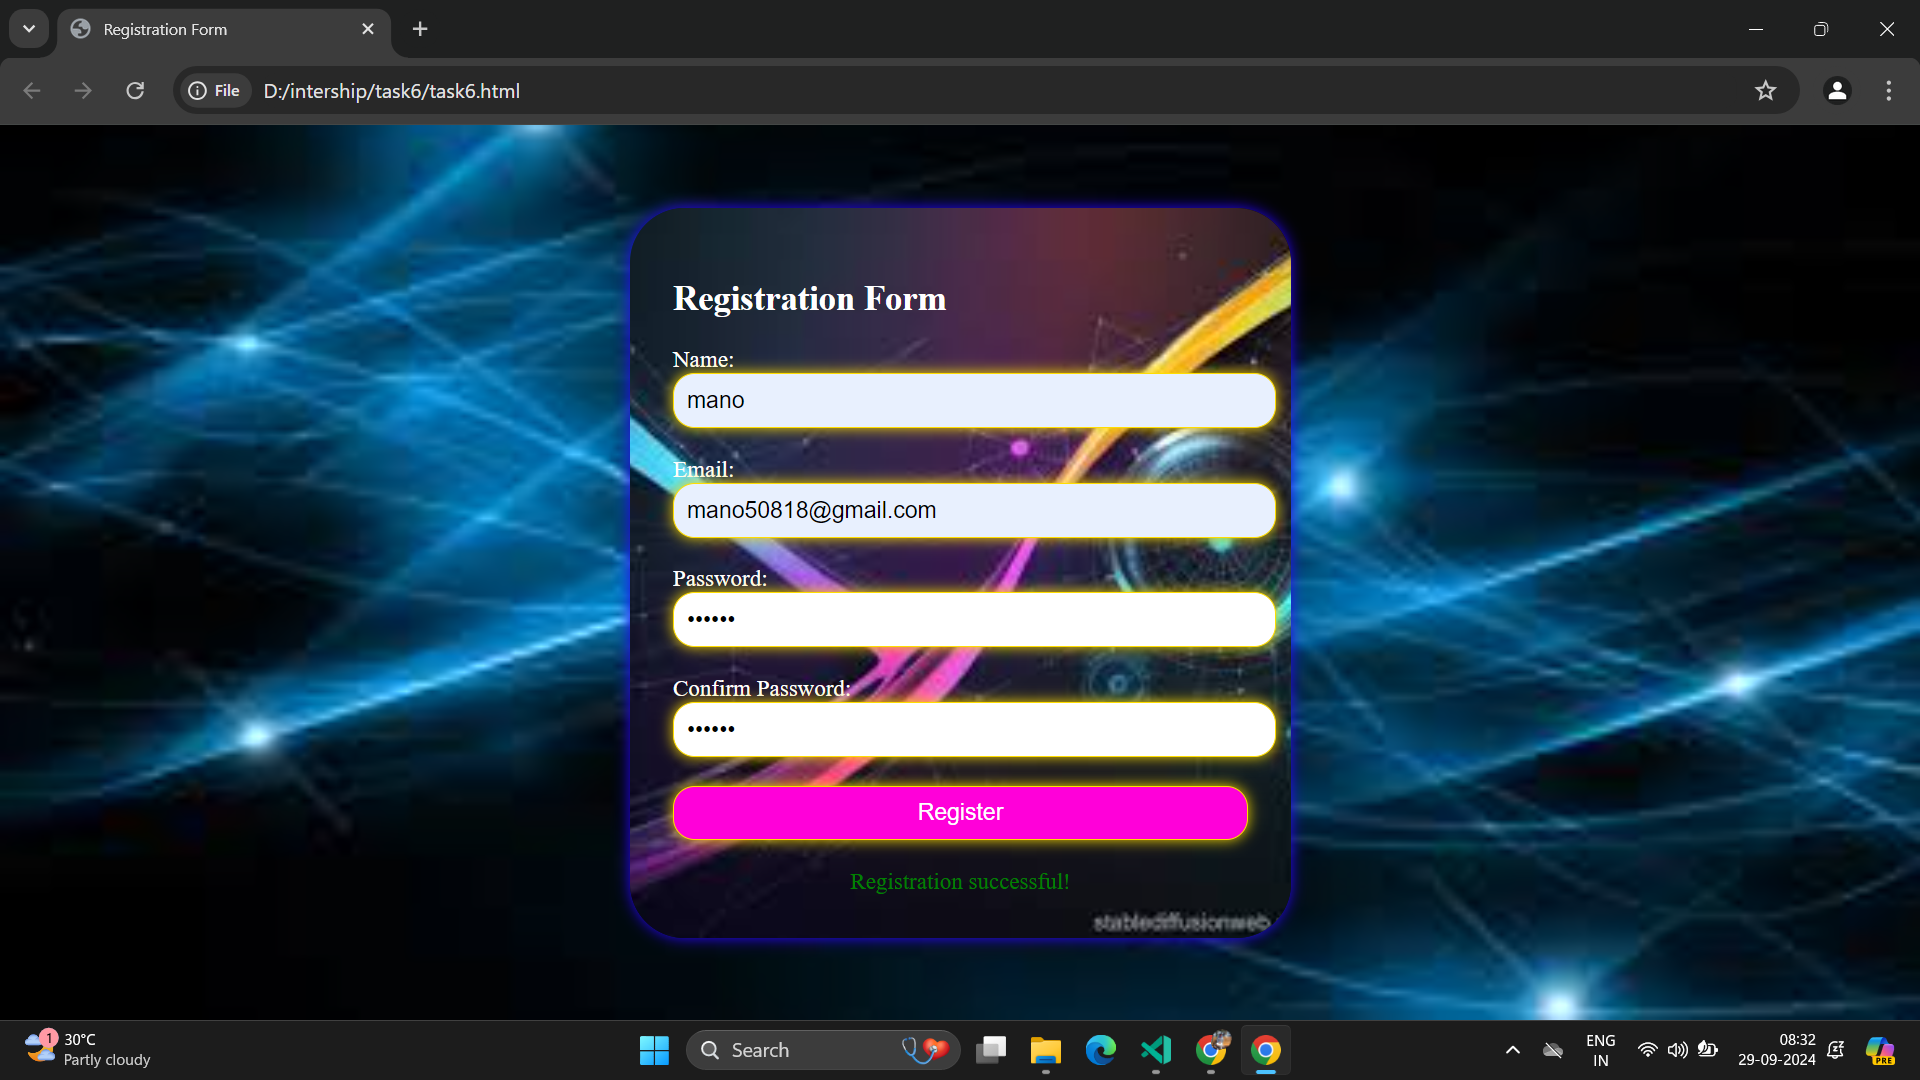 Registration Form
File
D:/intership/task6/task6.html
Registration Form
Name:
mano
Email:
mano50818@gmail.com
Password:
••••••
Confirm Password:
••••••
Register
Registration successful!
stablediffusionweb
1
30°C
Partly cloudy
Search
ENG
IN
08:32
29-09-2024
PRE